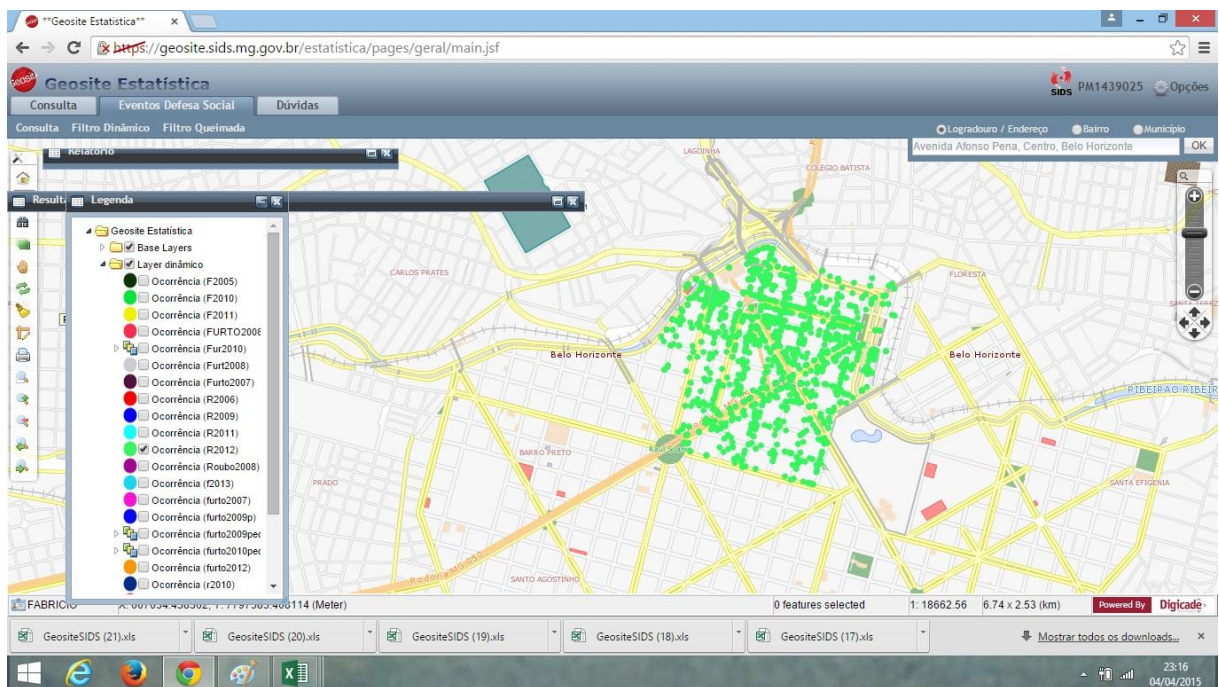 **Geosite Estatistica**
https://geosite.sids.mg.gov.br/estatistica/pages/geral/main.jsf
Geosite Estatística
SIDS PM1439025 Opções
Consulta Eventos Defesa Social Dúvidas
Consulta Filtro Dinâmico Filtro Queimada
Logradouro / Endereço Bairro Município
Avenida Afonso Pena, Centro, Belo Horizonte OK
Relatório
Legenda
Geosite Estatística
Base Layers
Layer dinâmico
Ocorrência (F2005)
Ocorrência (F2010)
Ocorrência (F2011)
Ocorrência (FURTO2008
Ocorrência (Fur2010)
Ocorrência (Furt2008)
Ocorrência (Furto2007)
Ocorrência (R2006)
Ocorrência (R2009)
Ocorrência (R2011)
Ocorrência (R2012)
Ocorrência (Roubo2008)
Ocorrência (f2013)
Ocorrência (furto2007)
Ocorrência (furto2009p)
Ocorrência (furto2009pec
Ocorrência (furto2010pec
Ocorrência (furto2012)
Ocorrência (r2010)
LAGOINHA
COLEGIO BATISTA
CARLOS PRATES
FLORESTA
Belo Horizonte
Belo Horizonte
BARRO PRETO
PRADO
SANTA EFIGENIA
SANTO AGOSTINHO
Rodovia MG 050
FABRICIO
(Meter)
0 features selected
1: 18662.56
6.74 x 2.53 (km)
Powered By Digicade
GeositeSIDS (21).xls
GeositeSIDS (20).xls
GeositeSIDS (19).xls
GeositeSIDS (18).xls
GeositeSIDS (17).xls
Mostrar todos os downloads...
23:16
04/04/2015